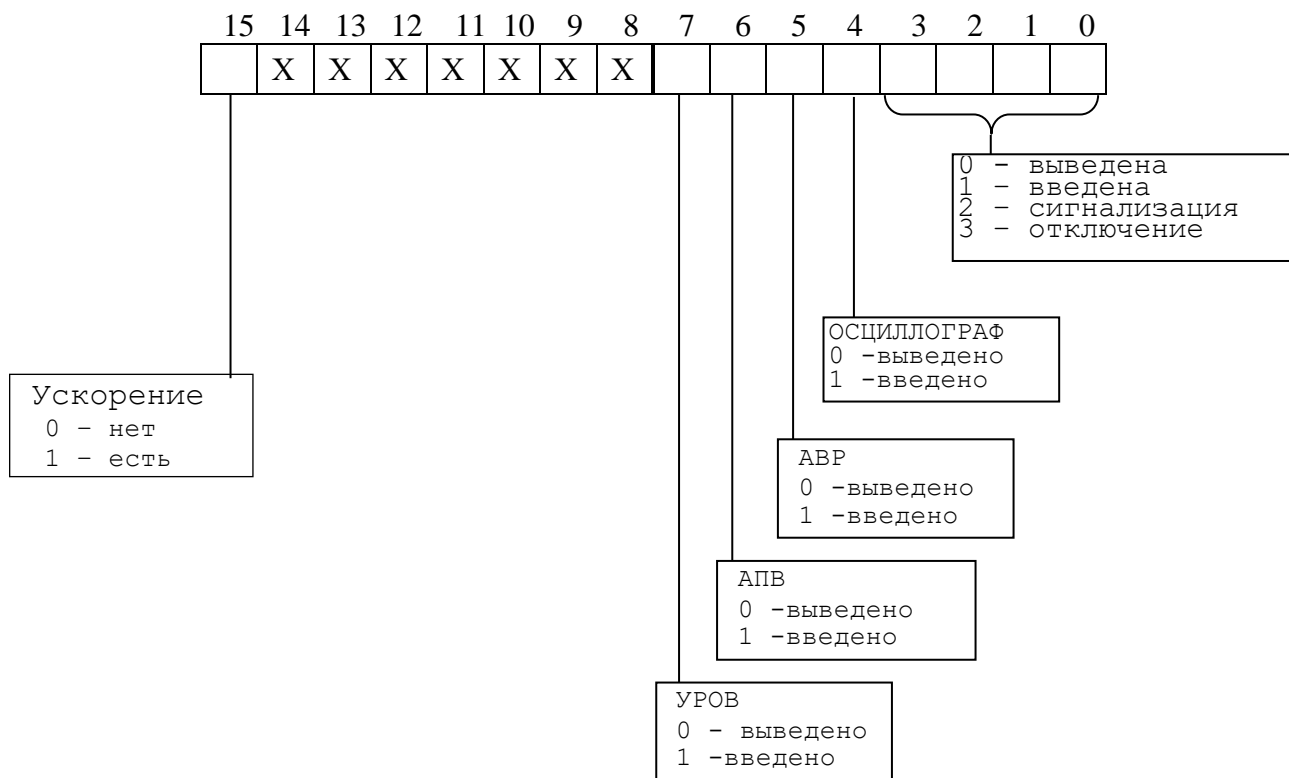 15 14 13 12 11 10 9 8 7 6 5 4 3 2 1 0
X X X X X X X
0 – выведена
1 – введена
2 – сигнализация
3 – отключение
ОСЦИЛЛОГРАФ
0 -выведено
1 -введено
Ускорение
0 – нет
1 – есть
АВР
0 -выведено
1 -введено
АПВ
0 -выведено
1 -введено
УРОВ
0 - выведено
1 -введено